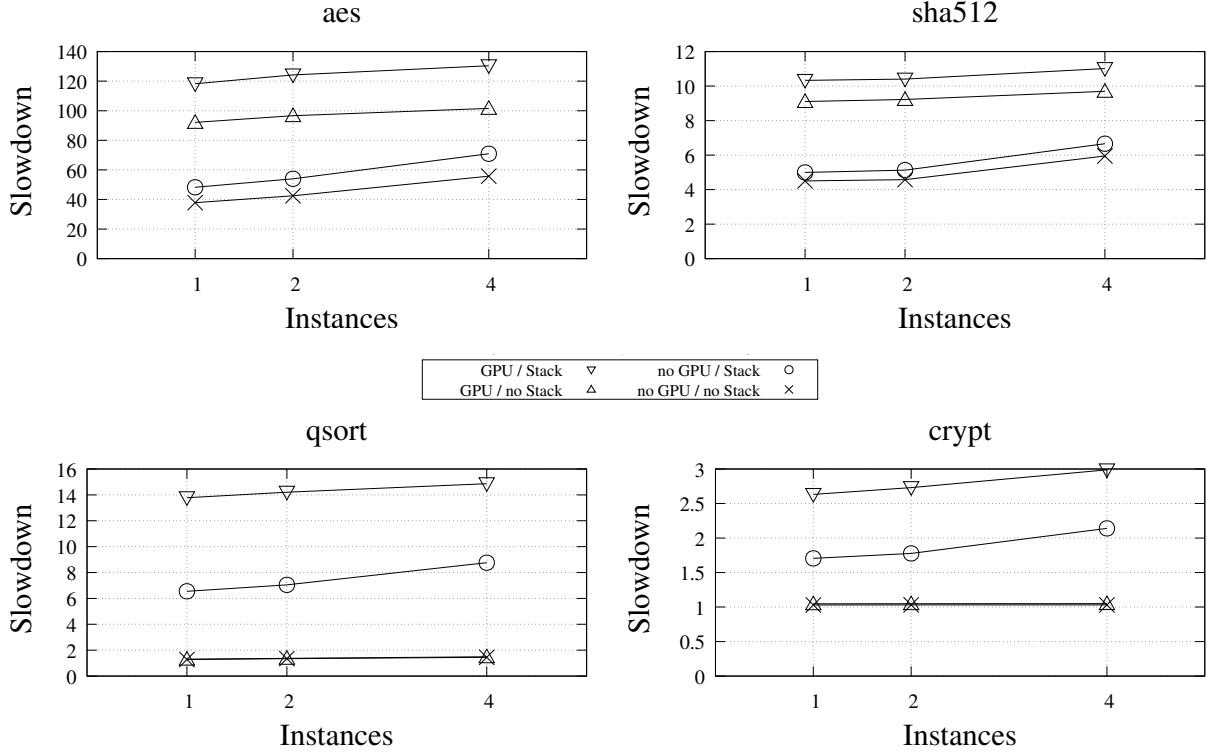 aes
140
120
100
80
60
40
20
0
Slowdown
1 2 4
Instances
sha512
12
10
8
6
4
2
0
Slowdown
1 2 4
Instances
GPU / Stack no GPU / Stack
GPU / no Stack no GPU / no Stack
qsort
16
14
12
10
8
6
4
2
0
Slowdown
1 2 4
Instances
crypt
3
2.5
2
1.5
1
0.5
0
Slowdown
1 2 4
Instances